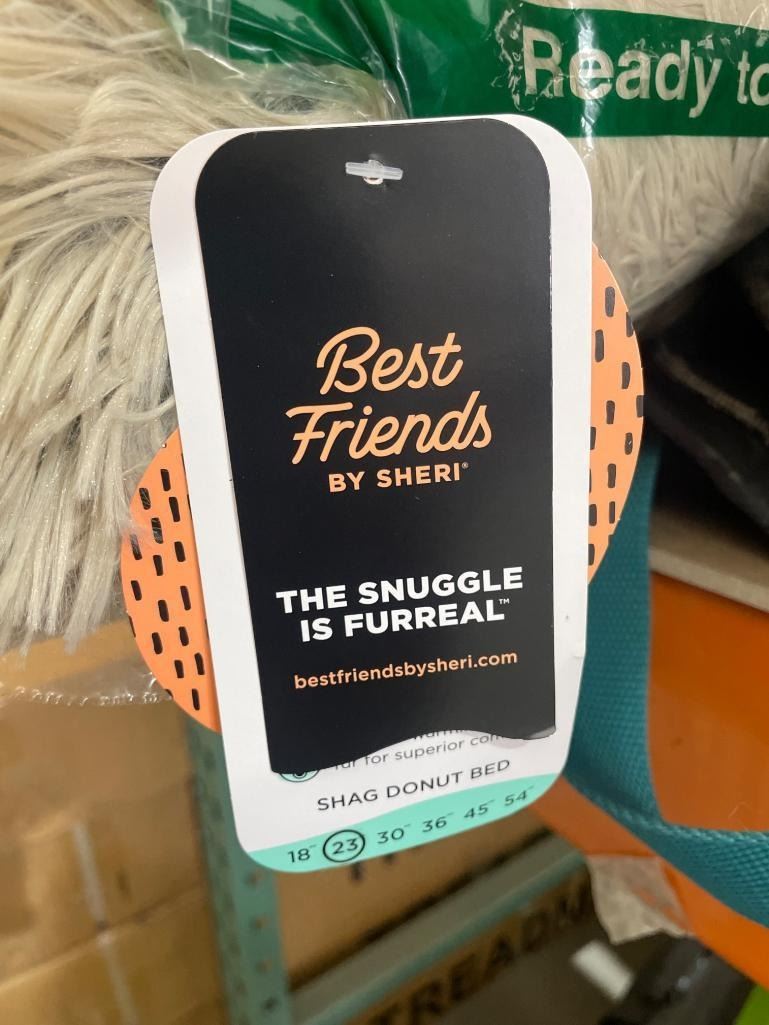 Ready to
Best
Friends
BY SHERI®
THE SNUGGLE
IS FURREAL™
bestfriendsbysheri.com
for superior
SHAG DONUT BED
18" 23 30" 36" 45" 54"